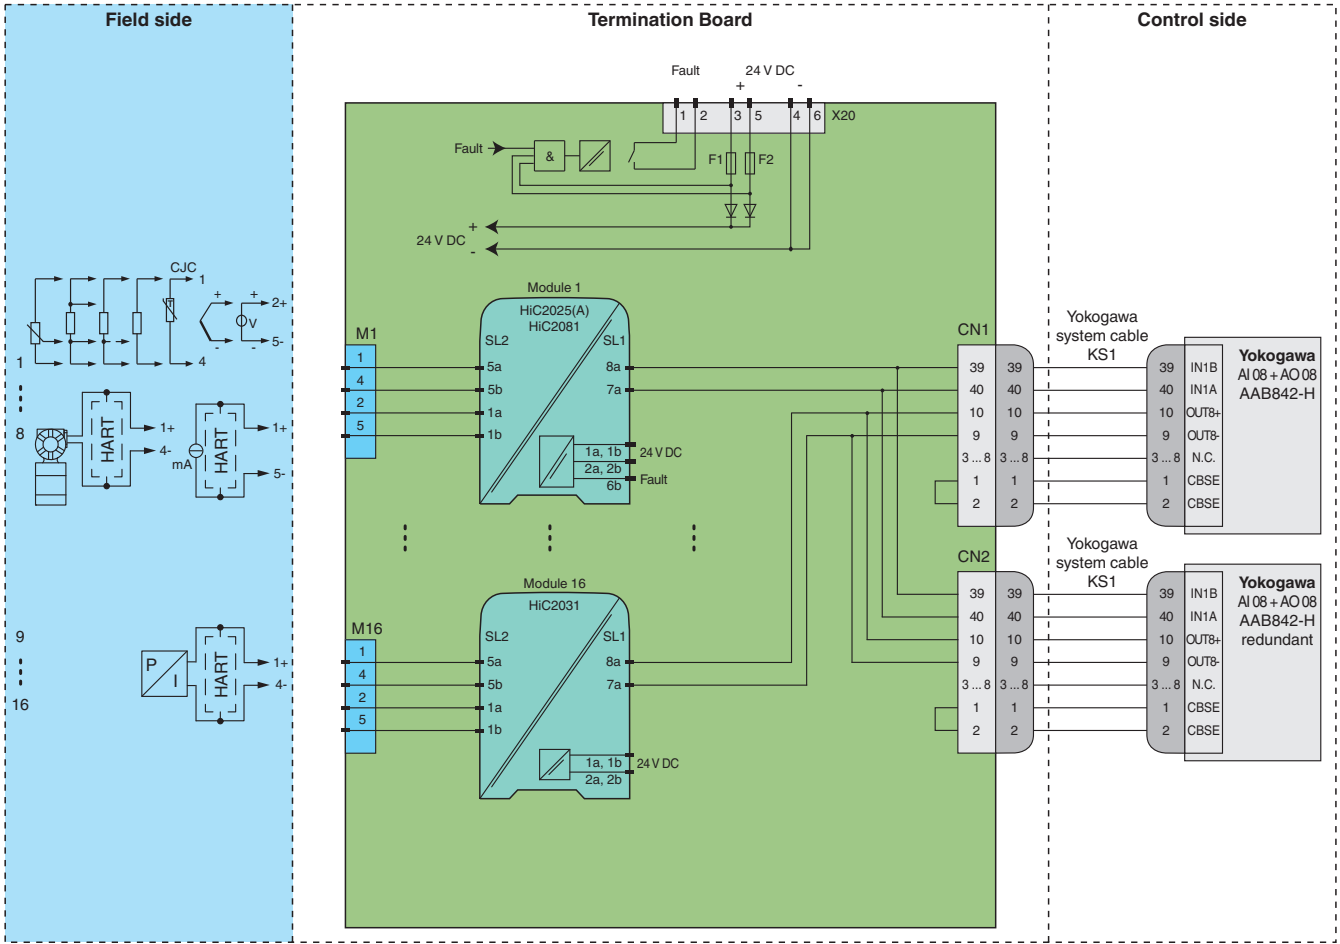 Field side
Termination Board
Control side
Fault
24 V DC
+
-
1
2
3
5
4
6
X20
Fault
&
F1
F2
+
24 V DC
-
CJC
1
4
T
+
-
+
V
-
2+
5-
1
8
HART
1+
4-
mA
HART
1+
5-
9
16
P
I
HART
1+
4-
M1
1
4
2
5
Module 1
HiC2025(A)
HiC2081
SL2
SL1
5a
5b
1a
1b
8a
7a
1a, 1b
2a, 2b
6b
24 V DC
Fault
M16
1
4
2
5
Module 16
HiC2031
SL2
SL1
5a
5b
1a
1b
8a
7a
1a, 1b
2a, 2b
24 V DC
CN1
39 39
40 40
10 10
9 9
3 ... 8 3 ... 8
1 1
2 2
Yokogawa
system cable
KS1
39 IN1B
40 IN1A
10 OUT8+
9 OUT8-
3 ... 8 N.C.
1 CBSE
2 CBSE
Yokogawa
AI 08 + AO 08
AAB842-H
CN2
39 39
40 40
10 10
9 9
3 ... 8 3 ... 8
1 1
2 2
Yokogawa
system cable
KS1
39 IN1B
40 IN1A
10 OUT8+
9 OUT8-
3 ... 8 N.C.
1 CBSE
2 CBSE
Yokogawa
AI 08 + AO 08
AAB842-H
redundant